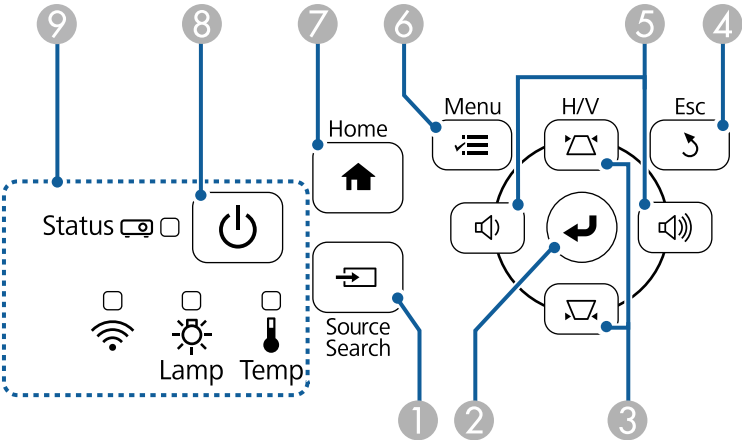 9 8 7 6 5 4
Menu H/V Esc
Home
Status
Source
Search
Lamp Temp
1 2 3